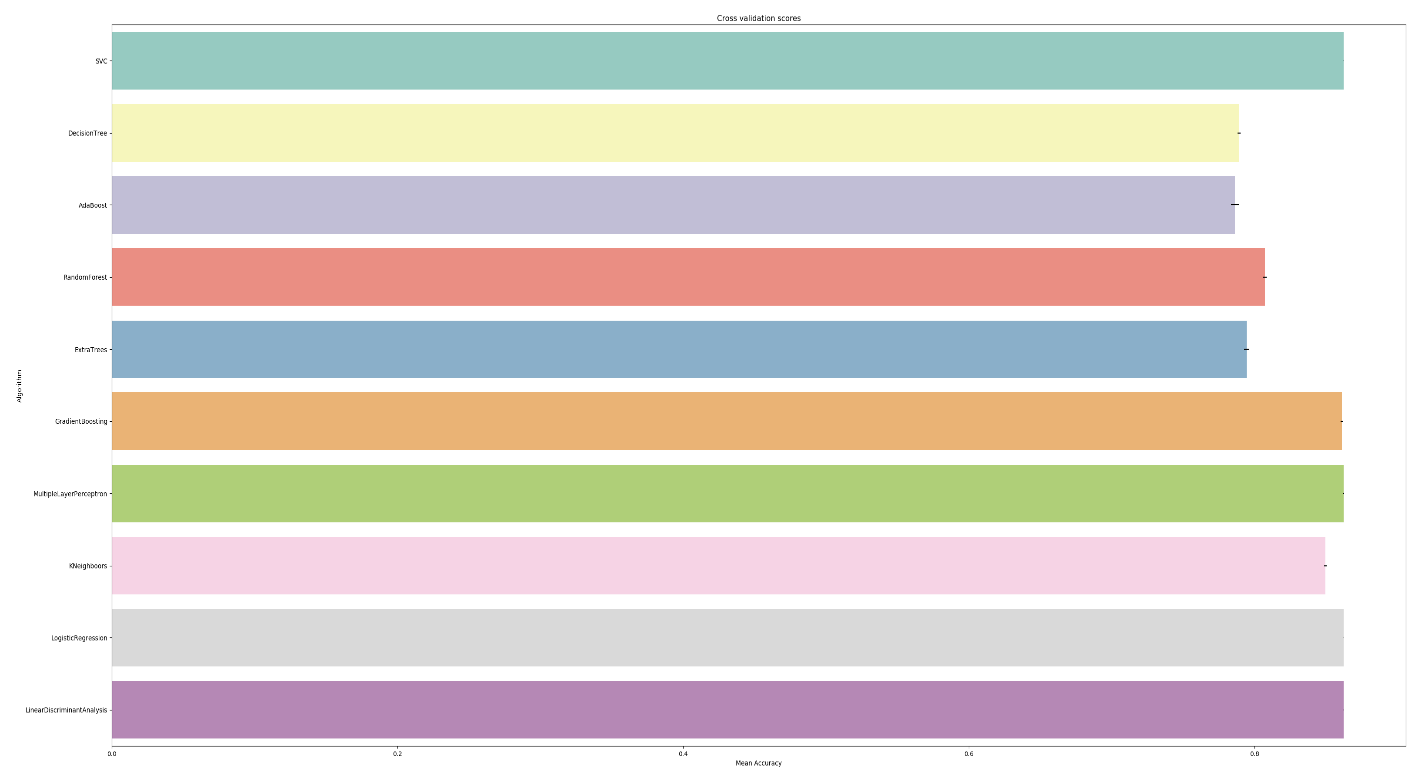 Cross validation scores
SVC
DecisionTree
AdaBoost
RandomForest
ExtraTrees
GradientBoosting
MultipleLayerPerceptron
KNeighboors
LogisticRegression
LinearDiscriminantAnalysis
Algorithm
0.0 0.2 0.4 0.6 0.8
Mean Accuracy